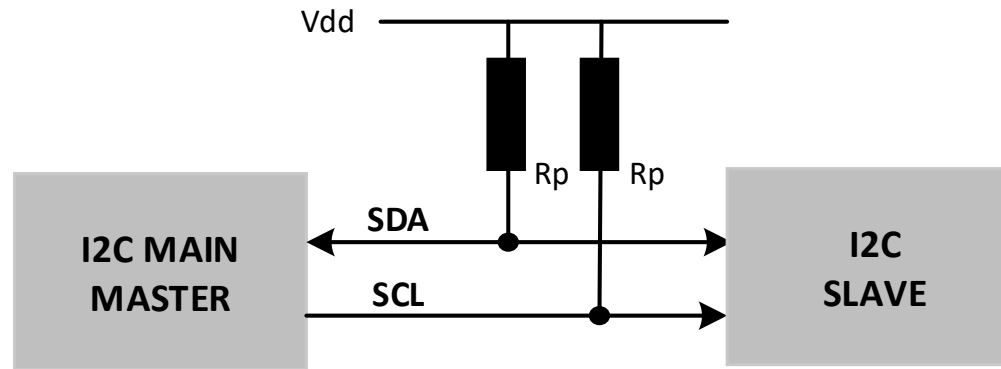 Vdd
Rp
Rp
SDA
SCL
I2C MAIN
MASTER
I2C
SLAVE